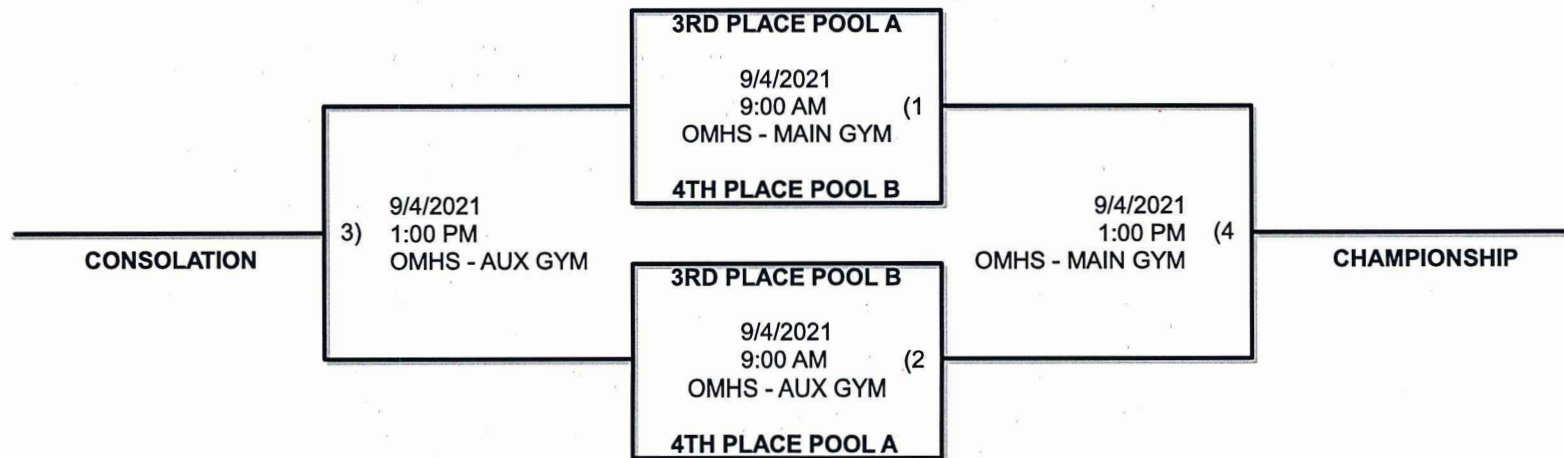 3RD PLACE POOL A
9/4/2021
9:00 AM (1
OMHS - MAIN GYM
4TH PLACE POOL B
9/4/2021
3) 1:00 PM
OMHS - AUX GYM
CONSOLATION
9/4/2021
1:00 PM (4
OMHS - MAIN GYM
CHAMPIONSHIP
3RD PLACE POOL B
9/4/2021
9:00 AM (2
OMHS - AUX GYM
4TH PLACE POOL A